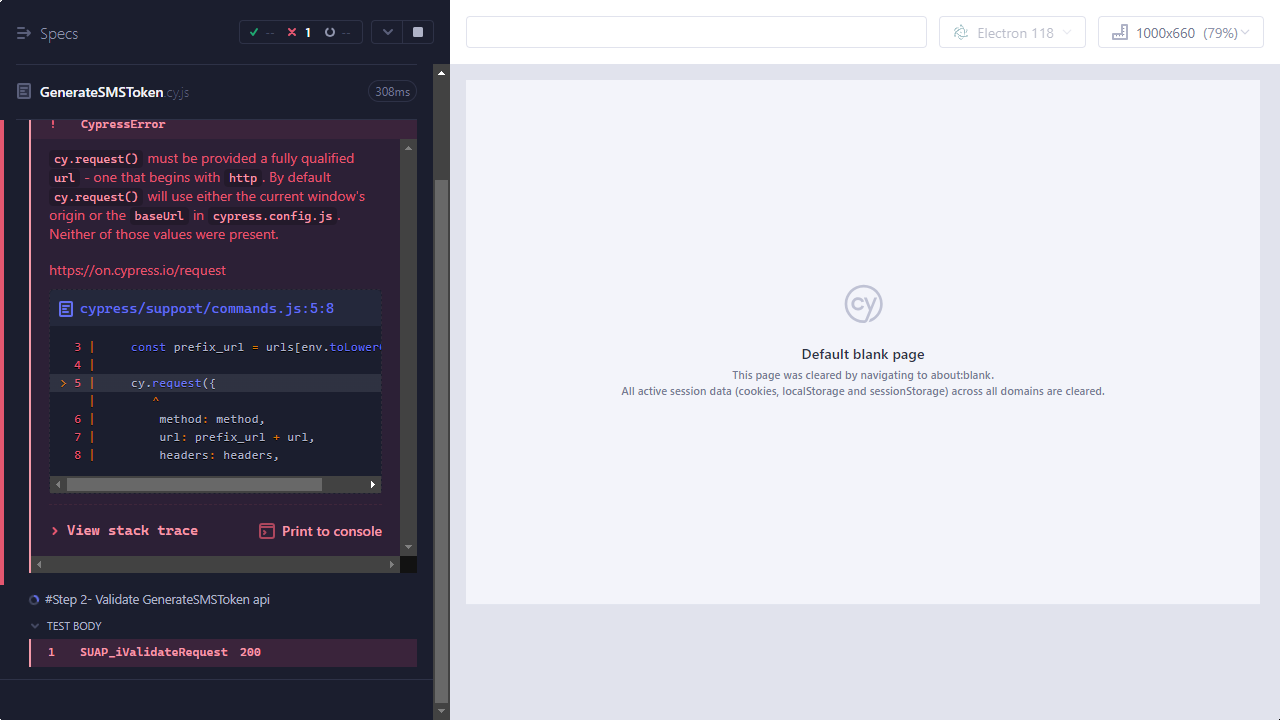 Specs
-- 1 --
Electron 118
1000x660 (79%)
GenerateSMSToken.cy.js
308ms
! CypressError
cy.request() must be provided a fully qualified
url - one that begins with http. By default
cy.request() will use either the current window's
origin or the baseUrl in cypress.config.js.
Neither of those values were present.
https://on.cypress.io/request
cypress/support/commands.js:5:8
3 | const prefix_url = urls[env.toLower
4 |
> 5 | cy.request({
| ^
6 | method: method,
7 | url: prefix_url + url,
8 | headers: headers,
> View stack trace
Print to console
#Step 2- Validate GenerateSMSToken api
TEST BODY
1 SUAP_iValidateRequest 200
cy
Default blank page
This page was cleared by navigating to about:blank.
All active session data (cookies, localStorage and sessionStorage) across all domains are cleared.